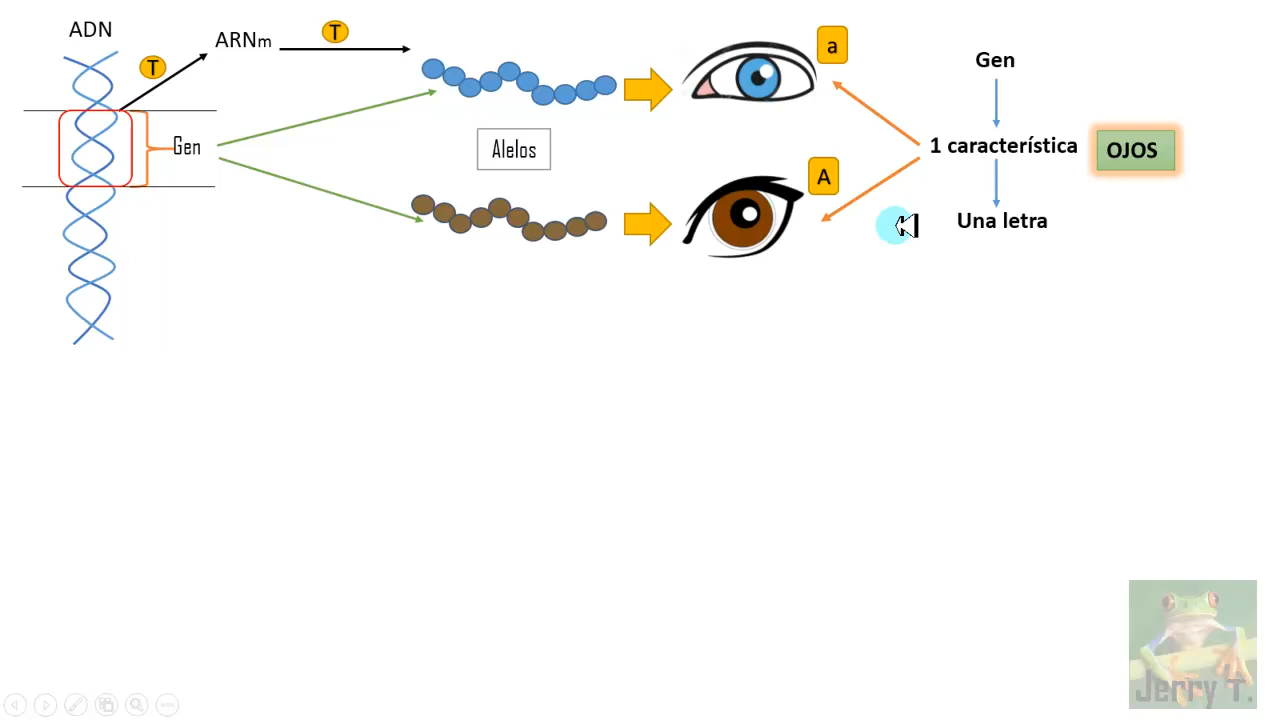 ADN
T
ARNm
T
Gen
Alelos
a
A
Gen
1 característica
OJOS
Una letra
Jerry T.